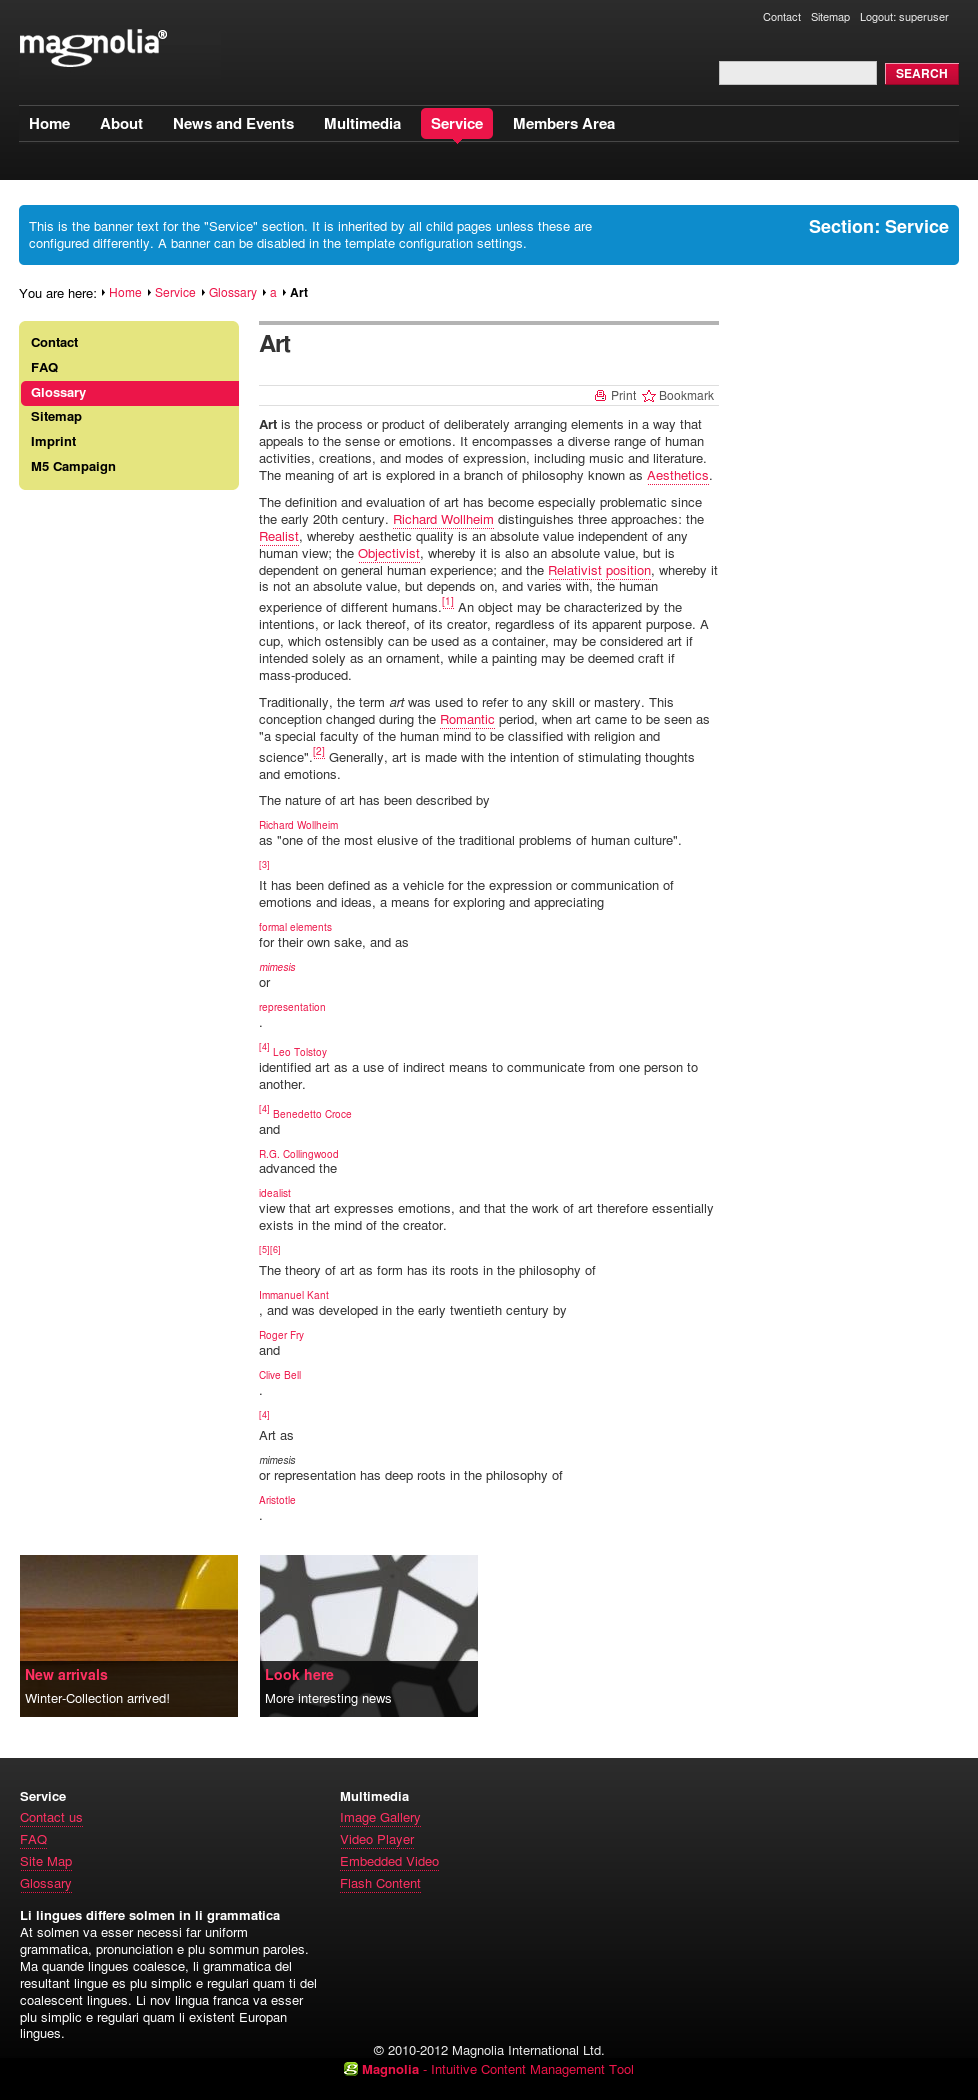 Contact Sitemap Logout: superuser
magnolia®
SEARCH
Home About News and Events Multimedia Service Members Area
This is the banner text for the "Service" section. It is inherited by all child pages unless these are
configured differently. A banner can be disabled in the template configuration settings.
Section: Service
You are here: Home Service Glossary a Art
Contact
FAQ
Glossary
Sitemap
Imprint
M5 Campaign
Art
Print Bookmark
Art is the process or product of deliberately arranging elements in a way that
appeals to the sense or emotions. It encompasses a diverse range of human
activities, creations, and modes of expression, including music and literature.
The meaning of art is explored in a branch of philosophy known as Aesthetics.
The definition and evaluation of art has become especially problematic since
the early 20th century. Richard Wollheim distinguishes three approaches: the
Realist, whereby aesthetic quality is an absolute value independent of any
human view; the Objectivist, whereby it is also an absolute value, but is
dependent on general human experience; and the Relativist position, whereby it
is not an absolute value, but depends on, and varies with, the human
experience of different humans.[1] An object may be characterized by the
intentions, or lack thereof, of its creator, regardless of its apparent purpose. A
cup, which ostensibly can be used as a container, may be considered art if
intended solely as an ornament, while a painting may be deemed craft if
mass-produced.
Traditionally, the term art was used to refer to any skill or mastery. This
conception changed during the Romantic period, when art came to be seen as
"a special faculty of the human mind to be classified with religion and
science".[2] Generally, art is made with the intention of stimulating thoughts
and emotions.
The nature of art has been described by
Richard Wollheim
as "one of the most elusive of the traditional problems of human culture".
[3]
It has been defined as a vehicle for the expression or communication of
emotions and ideas, a means for exploring and appreciating
formal elements
for their own sake, and as
mimesis
or
representation
.
[4] Leo Tolstoy
identified art as a use of indirect means to communicate from one person to
another.
[4] Benedetto Croce
and
R.G. Collingwood
advanced the
idealist
view that art expresses emotions, and that the work of art therefore essentially
exists in the mind of the creator.
[5][6]
The theory of art as form has its roots in the philosophy of
Immanuel Kant
, and was developed in the early twentieth century by
Roger Fry
and
Clive Bell
.
[4]
Art as
mimesis
or representation has deep roots in the philosophy of
Aristotle
.
New arrivals
Winter-Collection arrived!
Look here
More interesting news
Service
Contact us
FAQ
Site Map
Glossary
Multimedia
Image Gallery
Video Player
Embedded Video
Flash Content
Li lingues differe solmen in li grammatica
At solmen va esser necessi far uniform
grammatica, pronunciation e plu sommun paroles.
Ma quande lingues coalesce, li grammatica del
resultant lingue es plu simplic e regulari quam ti del
coalescent lingues. Li nov lingua franca va esser
plu simplic e regulari quam li existent Europan
lingues.
© 2010-2012 Magnolia International Ltd.
Magnolia - Intuitive Content Management Tool